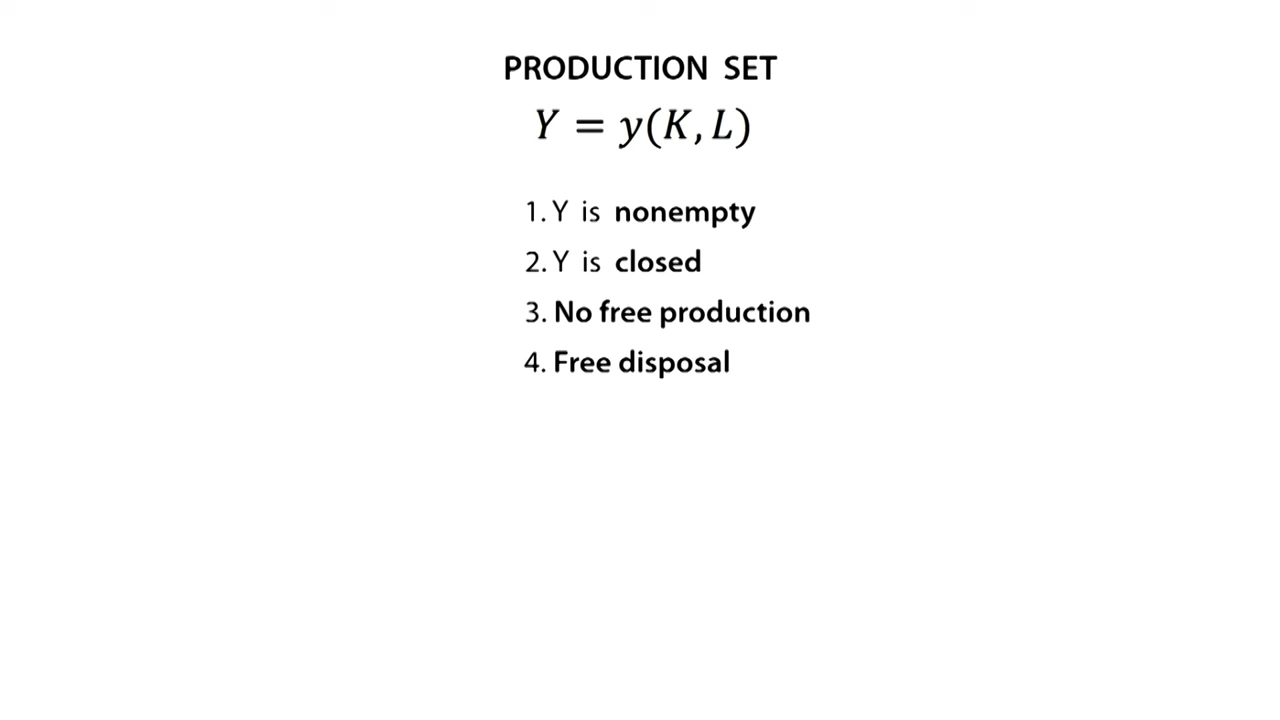 PRODUCTION SET
Y = y(K, L)
1. Y is nonempty
2. Y is closed
3. No free production
4. Free disposal